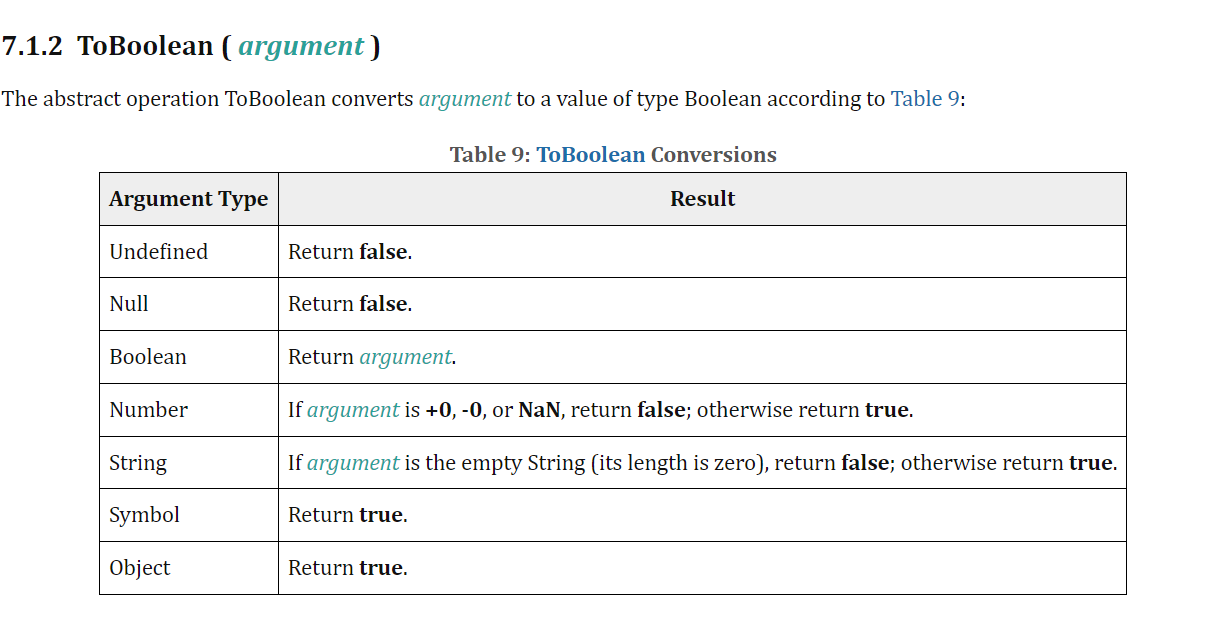 7.1.2 ToBoolean ( argument )
The abstract operation ToBoolean converts argument to a value of type Boolean according to Table 9:
Table 9: ToBoolean Conversions
Argument Type Result
Undefined Return false.
Null Return false.
Boolean Return argument.
Number If argument is +0, -0, or NaN, return false; otherwise return true.
String If argument is the empty String (its length is zero), return false; otherwise return true.
Symbol Return true.
Object Return true.